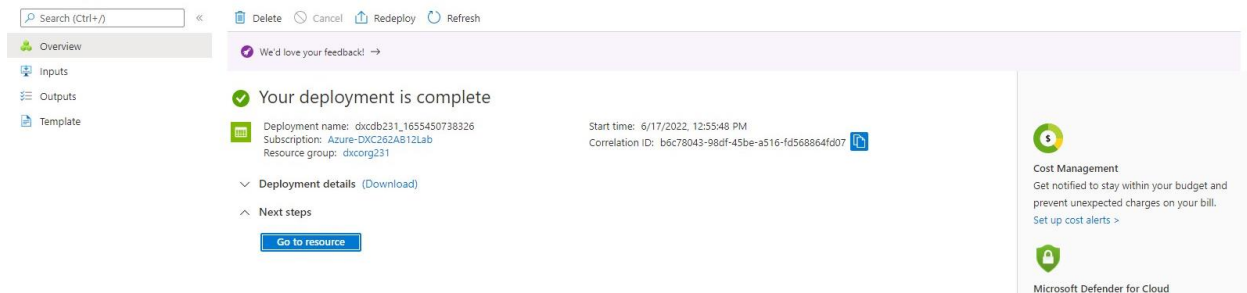 Search (Ctrl+/)
«
Delete
Cancel
Redeploy
Refresh
Overview
Inputs
Outputs
Template
We'd love your feedback! →
Your deployment is complete
Deployment name: dxcdb231_1655450738326
Subscription: Azure-DXC262AB12Lab
Resource group: dxcorg231
Start time: 6/17/2022, 12:55:48 PM
Correlation ID: b6c78043-98df-45be-a516-fd568864fd07
Deployment details (Download)
Next steps
Go to resource
Cost Management
Get notified to stay within your budget and
prevent unexpected charges on your bill.
Set up cost alerts >
Microsoft Defender for Cloud